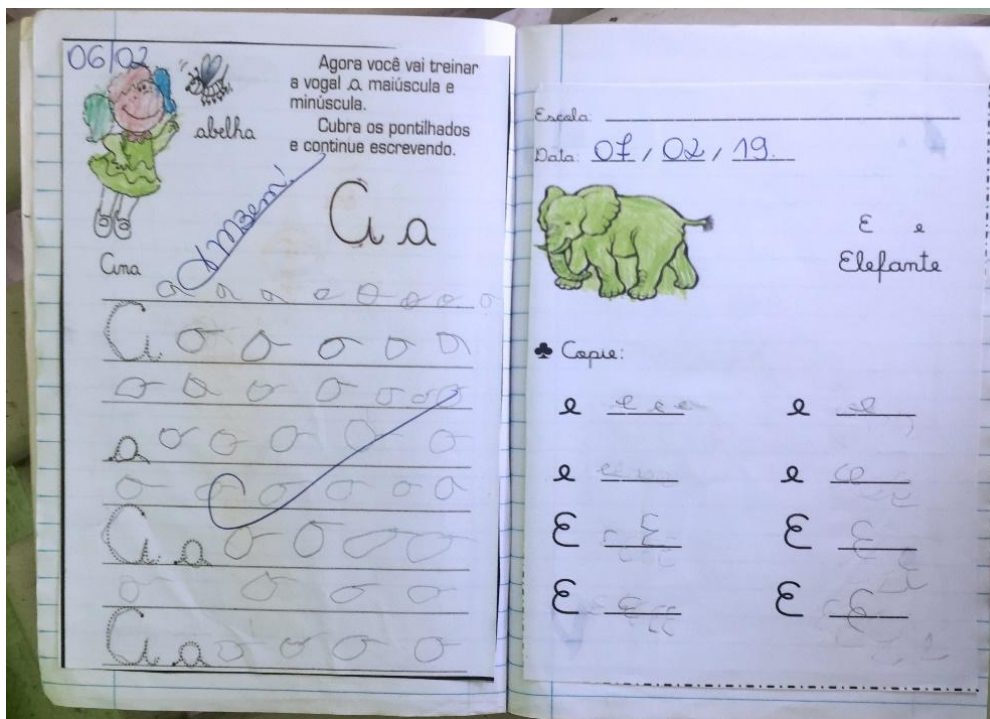 06/02
Agora você vai treinar
a vogal a maiúscula e
minúscula.
Cubra os pontilhados
e continue escrevendo.
abelha
A a
Ana
a a a a a a a a
A a a a a a
a a a a a a a
a a a a a a
a a a a a a
A a a a a a
a a a a
A a a a a a
Escola:
Data: 07 / 02 / 19.
E e
Elefante
♣ Copie:
e e e e e e
e e
E E E E
E E E